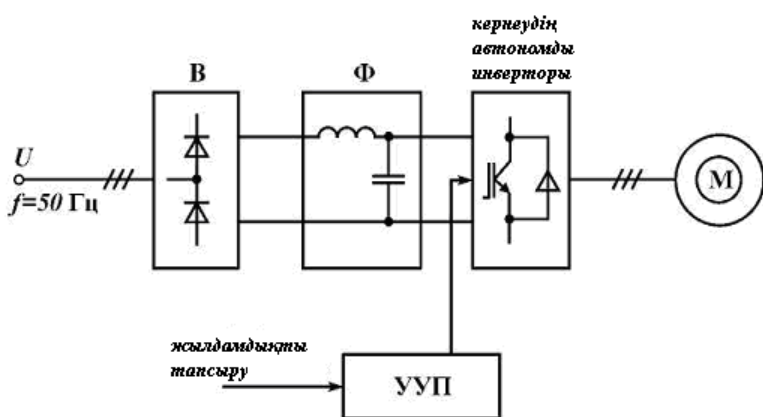 кернеудің
автономды
инверторы
В
Ф
U
f=50 Гц
М
жылдамдықты
тапсыру
УУП